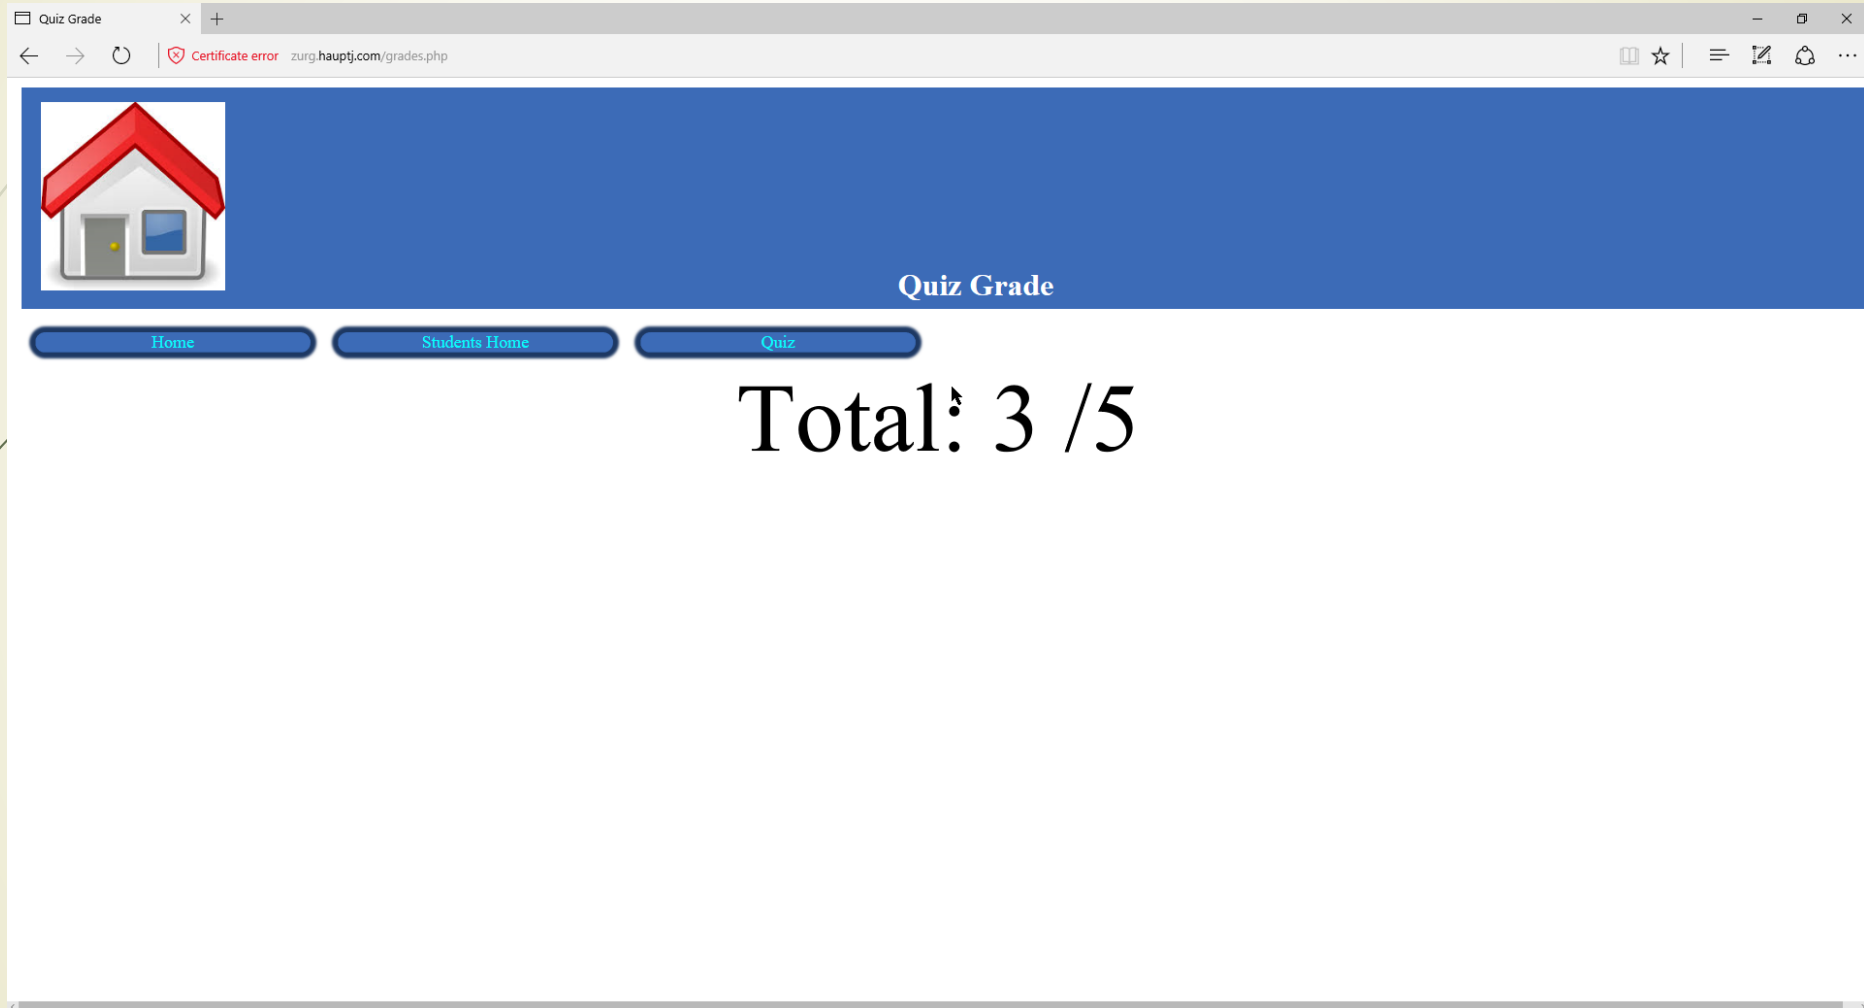 Quiz Grade
Certificate error zurg.hauptj.com/grades.php
Quiz Grade
Home Students Home Quiz
Total: 3 /5